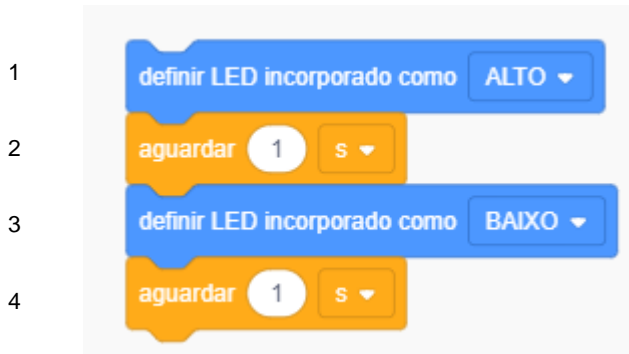 1 definir LED incorporado como ALTO
2 aguardar 1 s
3 definir LED incorporado como BAIXO
4 aguardar 1 s